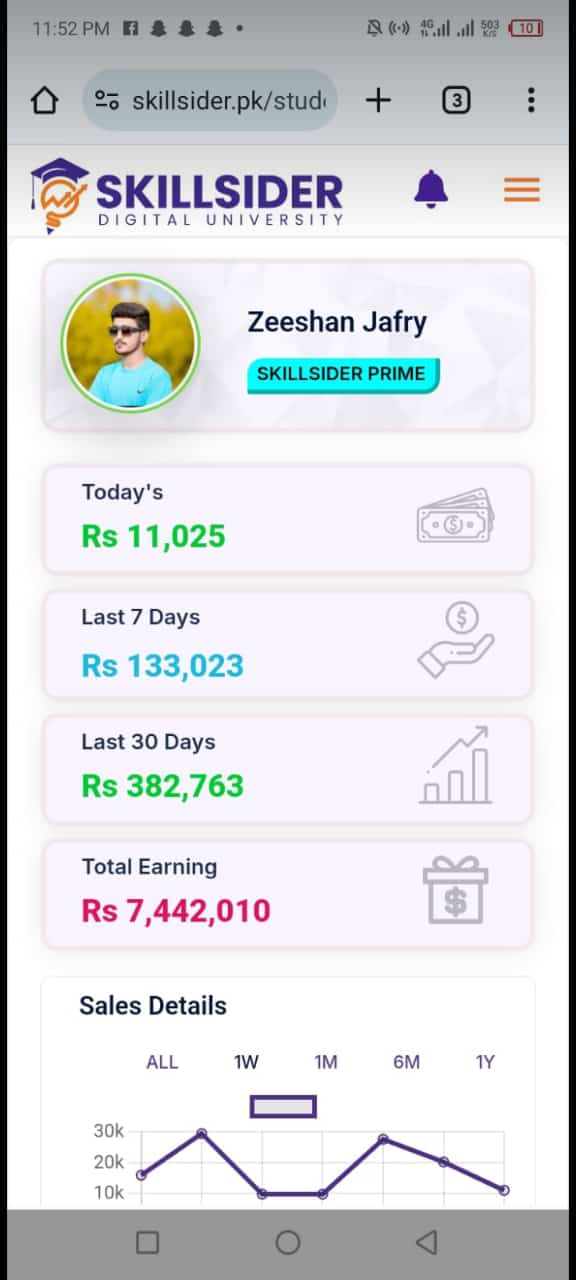 11:52 PM
4G
503
K/S
10
skillsider.pk/stud
3
SKILLSIDER
DIGITAL UNIVERSITY
Zeeshan Jafry
SKILLSIDER PRIME
Today's
Rs 11,025
Last 7 Days
Rs 133,023
Last 30 Days
Rs 382,763
Total Earning
Rs 7,442,010
Sales Details
ALL 1W 1M 6M 1Y
30k
20k
10k